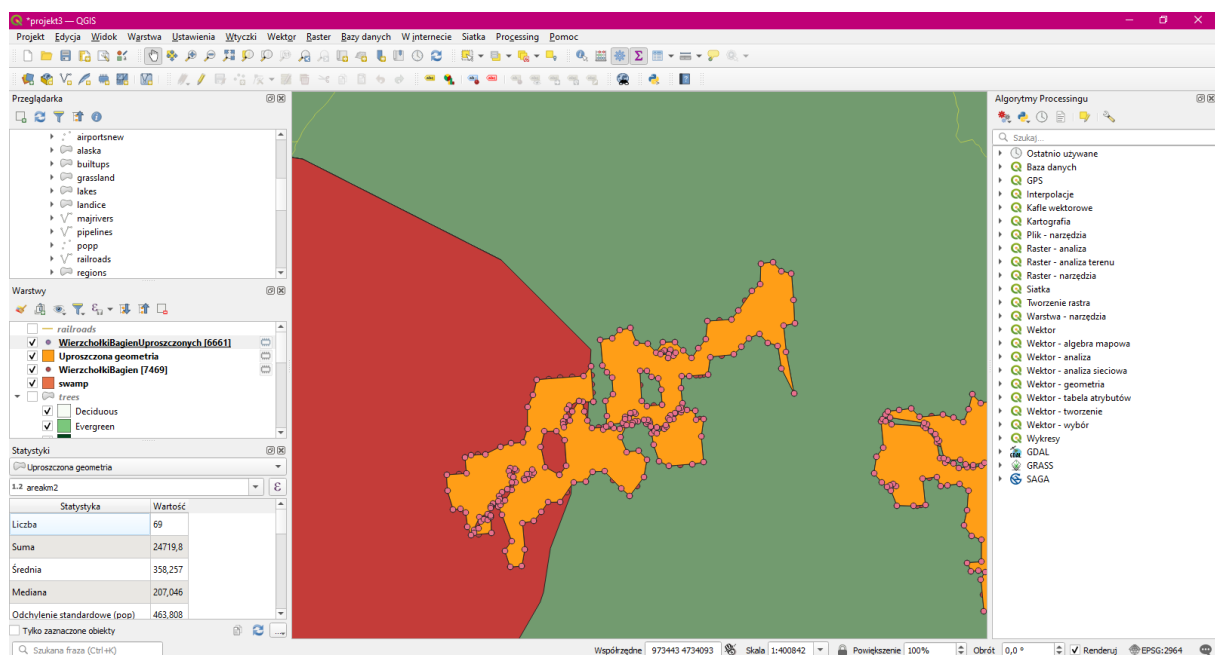 *projekt3 — QGIS
Projekt Edycja Widok Warstwa Ustawienia Wtyczki Wektor Raster Bazy danych W internecie Siatka Processing Pomoc
Przeglądarka
airportsnew
alaska
builtups
grassland
lakes
landice
majrivers
pipelines
popp
railroads
regions
Warstwy
railroads
WierzchołkiBagienUproszczonych [6661]
Uproszczona geometria
WierzchołkiBagien [7469]
swamp
trees
Deciduous
Evergreen
Statystyki
Uproszczona geometria
1.2 areakm2
Statystyka Wartość
Liczba 69
Suma 24719,8
Średnia 358,257
Mediana 207,046
Odchylenie standardowe (pop) 463,808
Tylko zaznaczone obiekty
Algorytmy Processingu
Szukaj...
Ostatnio używane
Baza danych
GPS
Interpolacje
Kafle wektorowe
Kartografia
Plik - narzędzia
Raster - analiza
Raster - analiza terenu
Raster - narzędzia
Siatka
Tworzenie rastra
Warstwa - narzędzia
Wektor
Wektor - algebra mapowa
Wektor - analiza
Wektor - analiza sieciowa
Wektor - geometria
Wektor - tabela atrybutów
Wektor - tworzenie
Wektor - wybór
Wykresy
GDAL
GRASS
SAGA
Szukana fraza (Ctrl+K) Współrzędne 973443 4734093 Skala 1:400842 Powiększenie 100% Obrót 0,0 ° Renderuj EPSG:2964